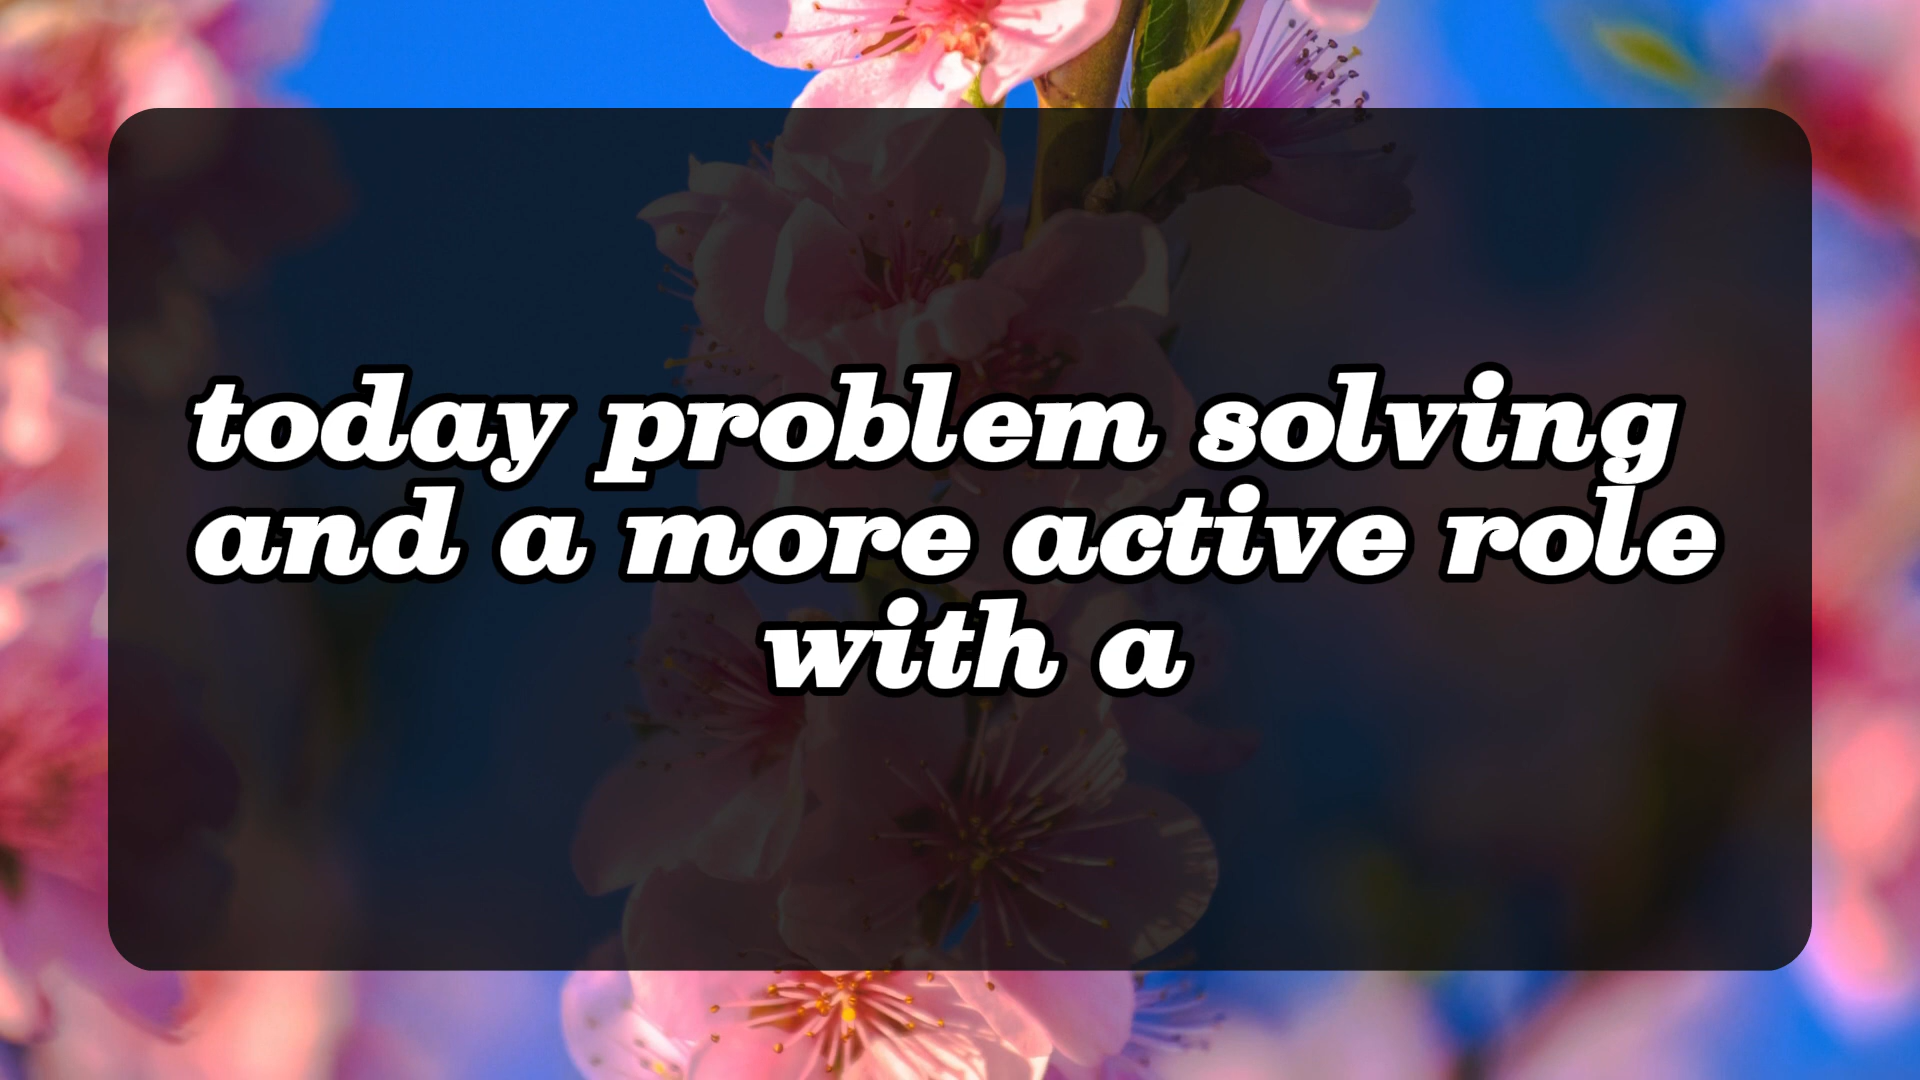 today problem solving
and a more active role
with a